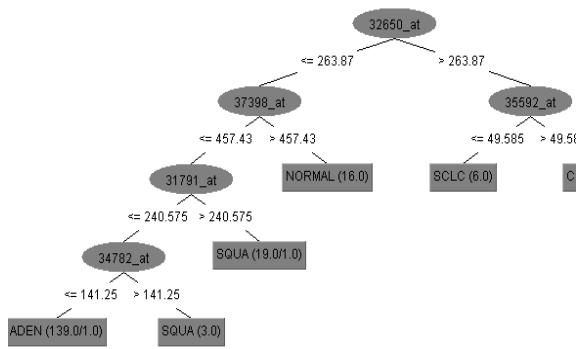 32650_at
<= 263.87 > 263.87
37398_at 35592_at
<= 457.43 > 457.43 <= 49.585
31791_at NORMAL (16.0) SCLC (6.0)
<= 240.575 > 240.575
34782_at SQUA (19.0/1.0)
<= 141.25 > 141.25
ADEN (139.0/1.0) SQUA (3.0)